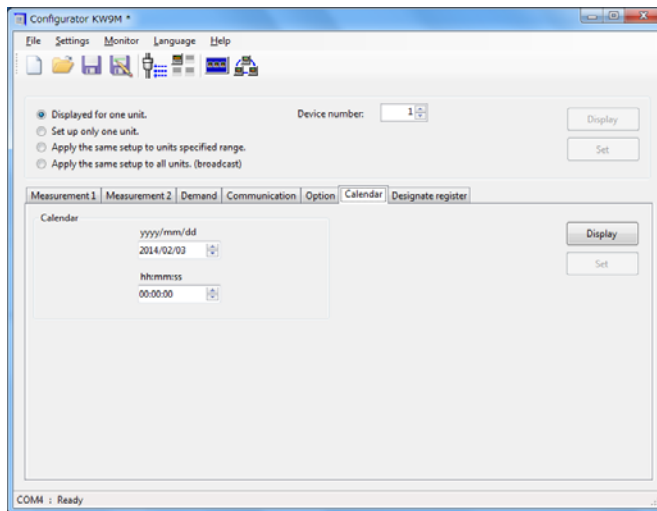 Configurator KW9M *
File Settings Monitor Language Help
Displayed for one unit.
Device number: 1
Display
Set up only one unit.
Apply the same setup to units specified range.
Set
Apply the same setup to all units. (broadcast)
Measurement 1 Measurement 2 Demand Communication Option Calendar Designate register
Calendar
yyyy/mm/dd
Display
2014/02/03
Set
hh:mm:ss
00:00:00
COM4 : Ready